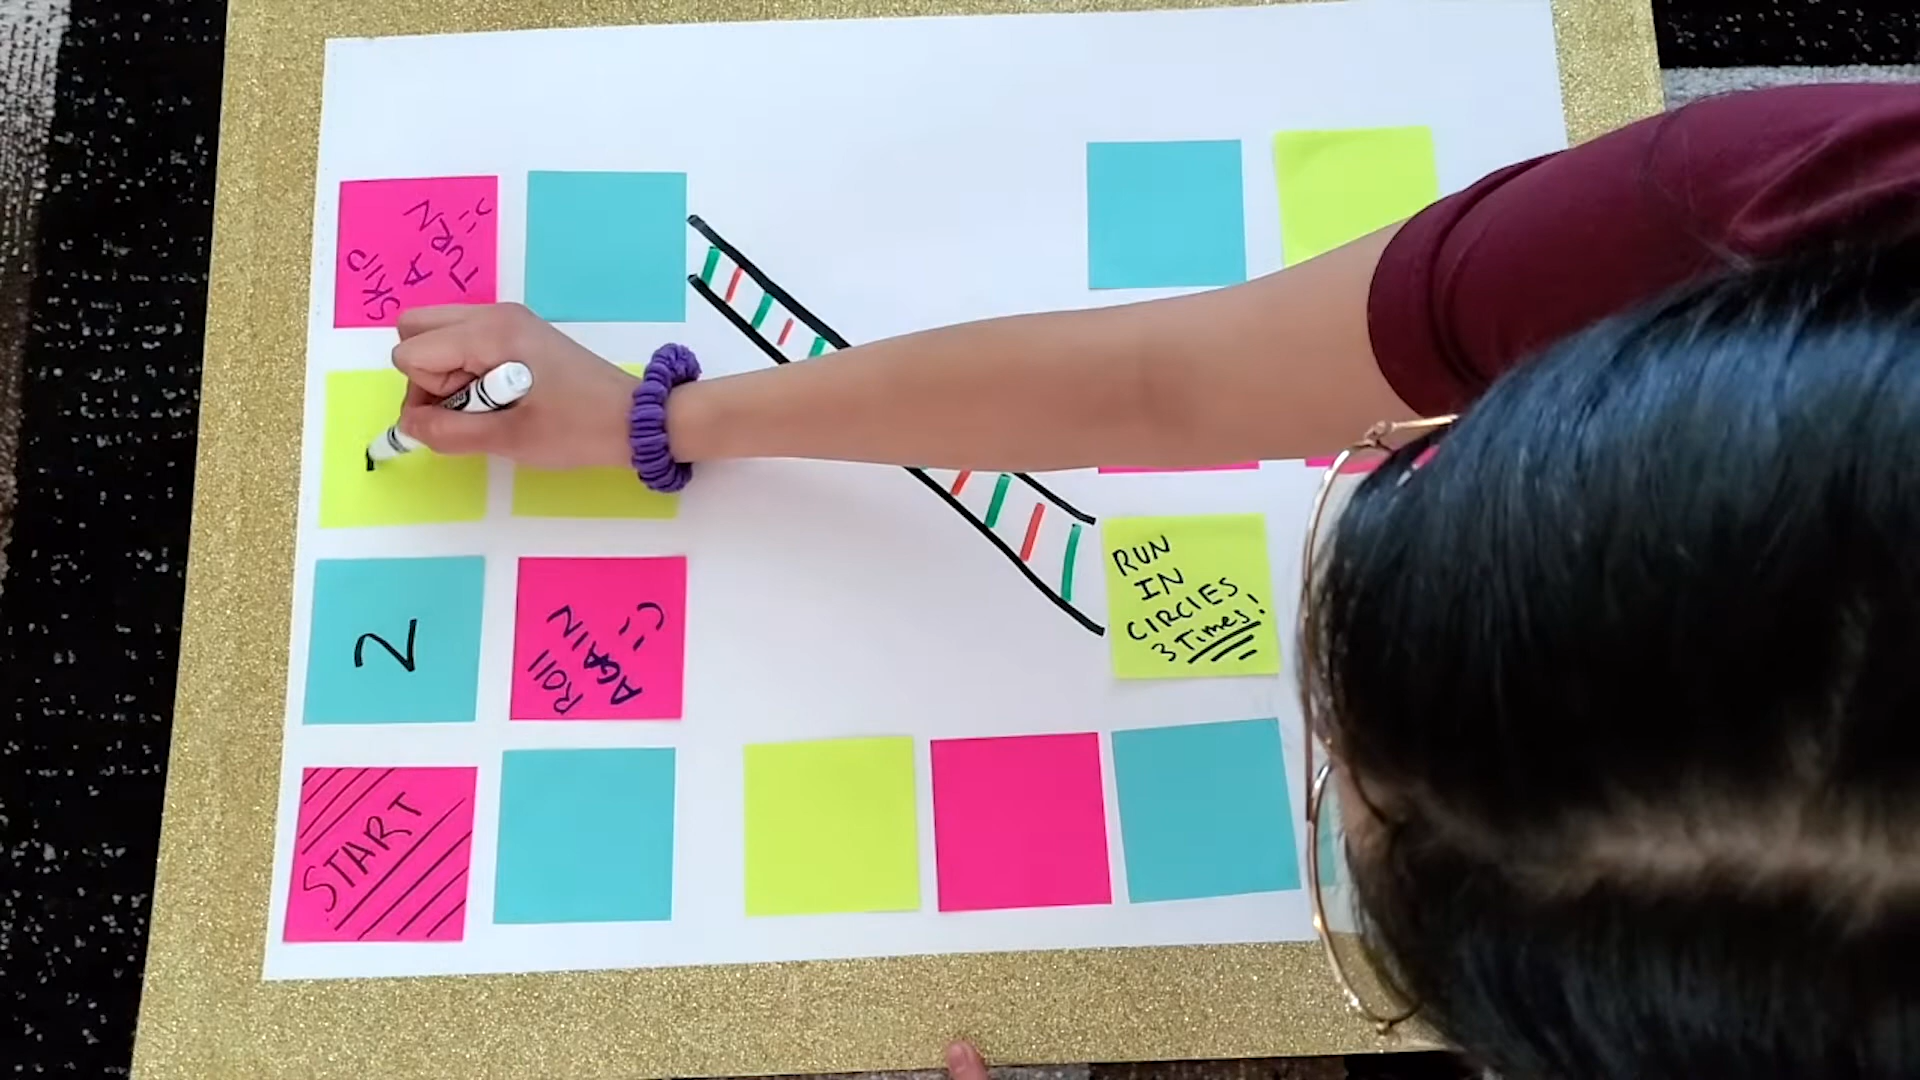 SKIP
A
TURN
:(
RUN
IN
CIRClES
3 Times!
2
ROll
AGAIN
:)
START